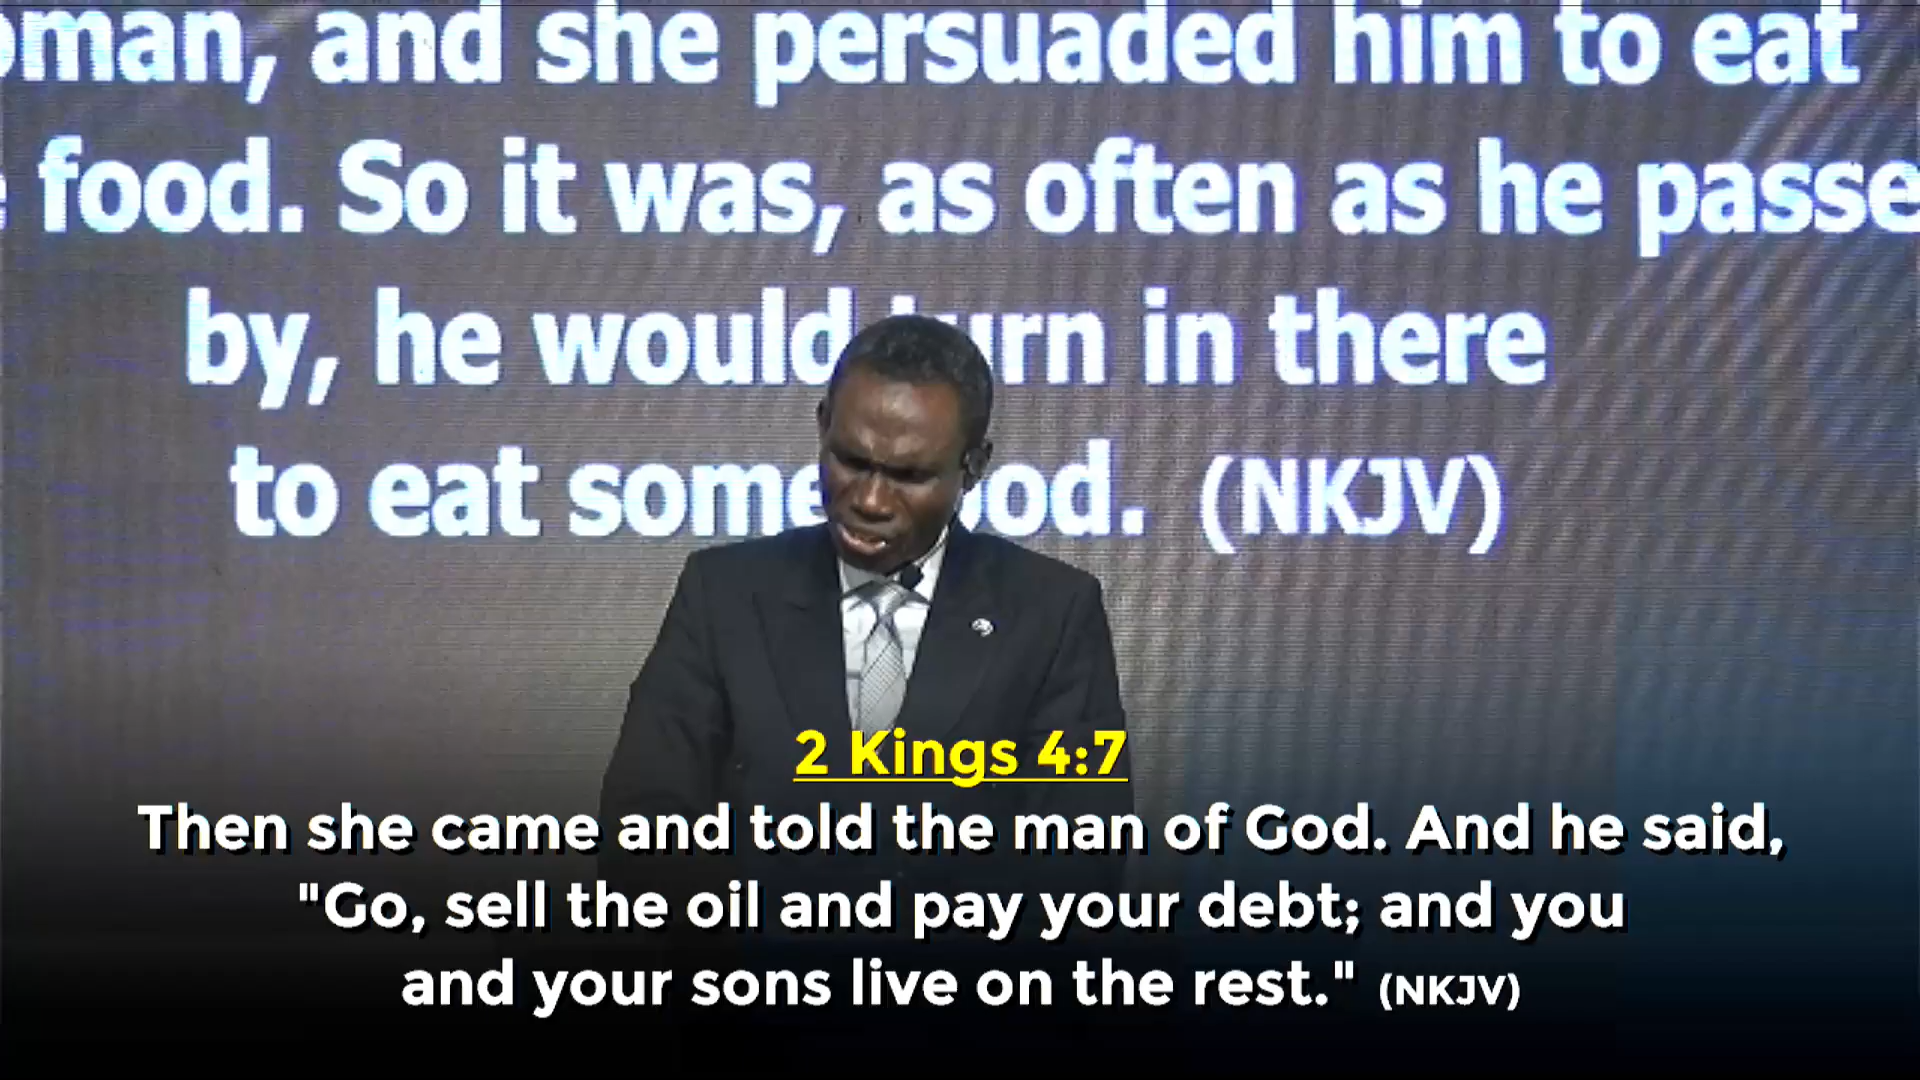 man, and she persuaded him to eat
food. So it was, as often as he passe
by, he would turn in there
to eat some food. (NKJV)
2 Kings 4:7
Then she came and told the man of God. And he said,
"Go, sell the oil and pay your debt; and you
and your sons live on the rest." (NKJV)